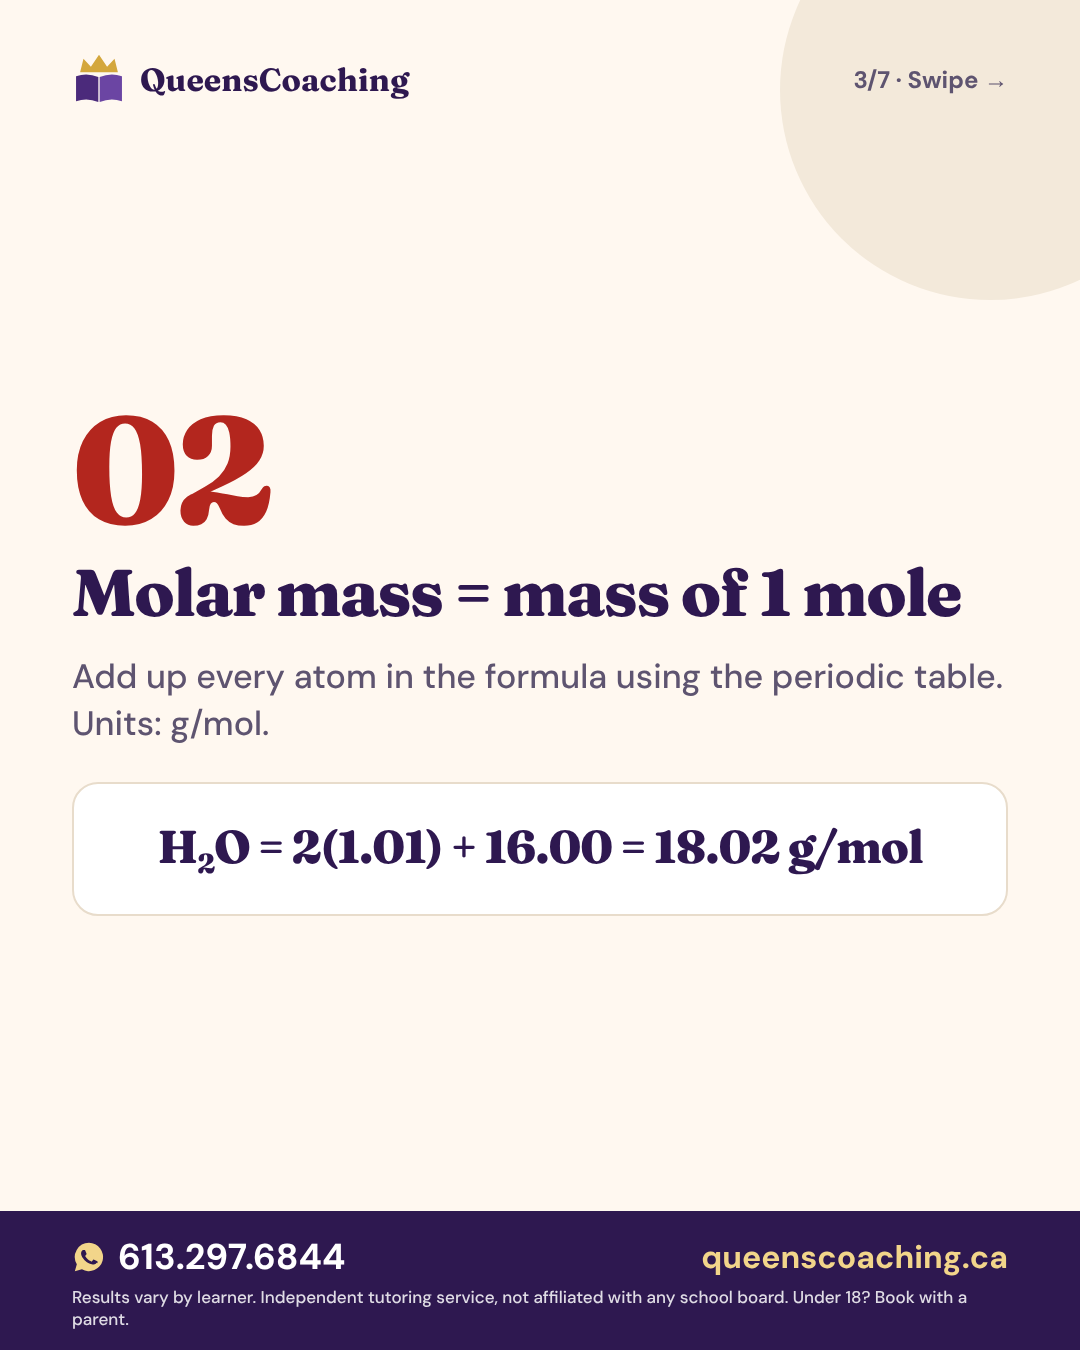 QueensCoaching
3/7 · Swipe →
02
Molar mass = mass of 1 mole
Add up every atom in the formula using the periodic table.
Units: g/mol.
H₂O = 2(1.01) + 16.00 = 18.02 g/mol
613.297.6844
queenscoaching.ca
Results vary by learner. Independent tutoring service, not affiliated with any school board. Under 18? Book with a
parent.